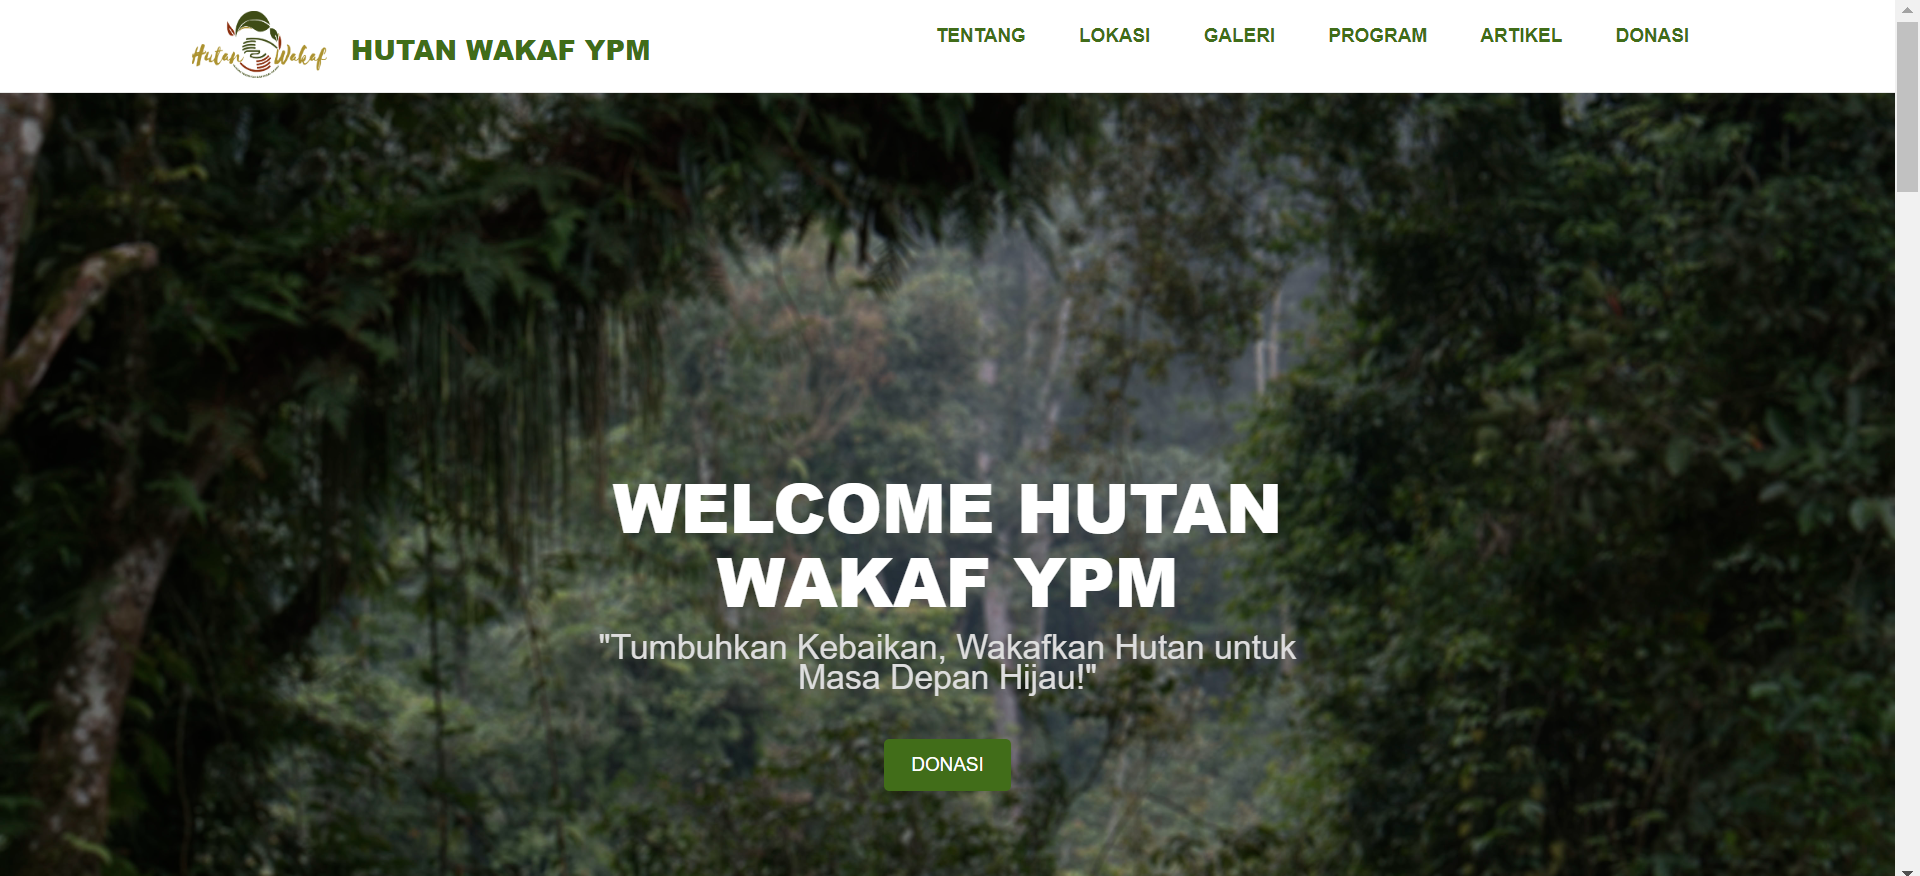 Hutan Wakaf
HUTAN WAKAF YPM
TENTANG
LOKASI
GALERI
PROGRAM
ARTIKEL
DONASI
WELCOME HUTAN
WAKAF YPM
"Tumbuhkan Kebaikan, Wakafkan Hutan untuk
Masa Depan Hijau!"
DONASI